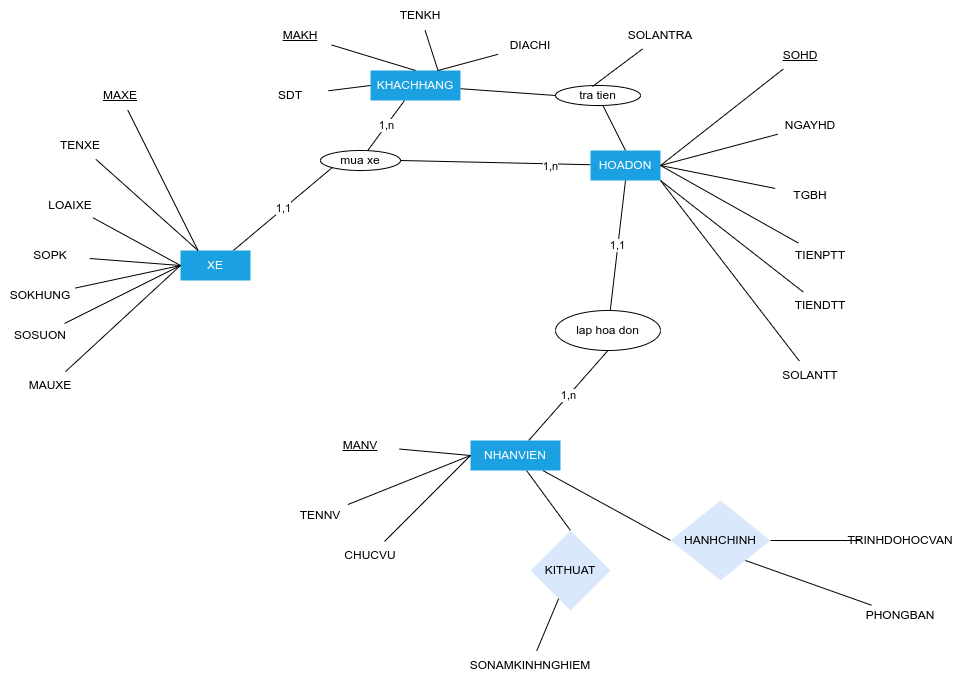 TENKH
MAKH
SOLANTRA
DIACHI
SOHD
KHACHHANG
SDT
tra tien
MAXE
1,n
NGAYHD
TENXE
mua xe
1,n
HOADON
TGBH
LOAIXE
1,1
SOPK
XE
1,1
TIENPTT
SOKHUNG
TIENDTT
SOSUON
lap hoa don
MAUXE
SOLANTT
1,n
MANV
NHANVIEN
TENNV
CHUCVU
HANHCHINH
TRINHDOHOCVAN
KITHUAT
PHONGBAN
SONAMKINHNGHIEM